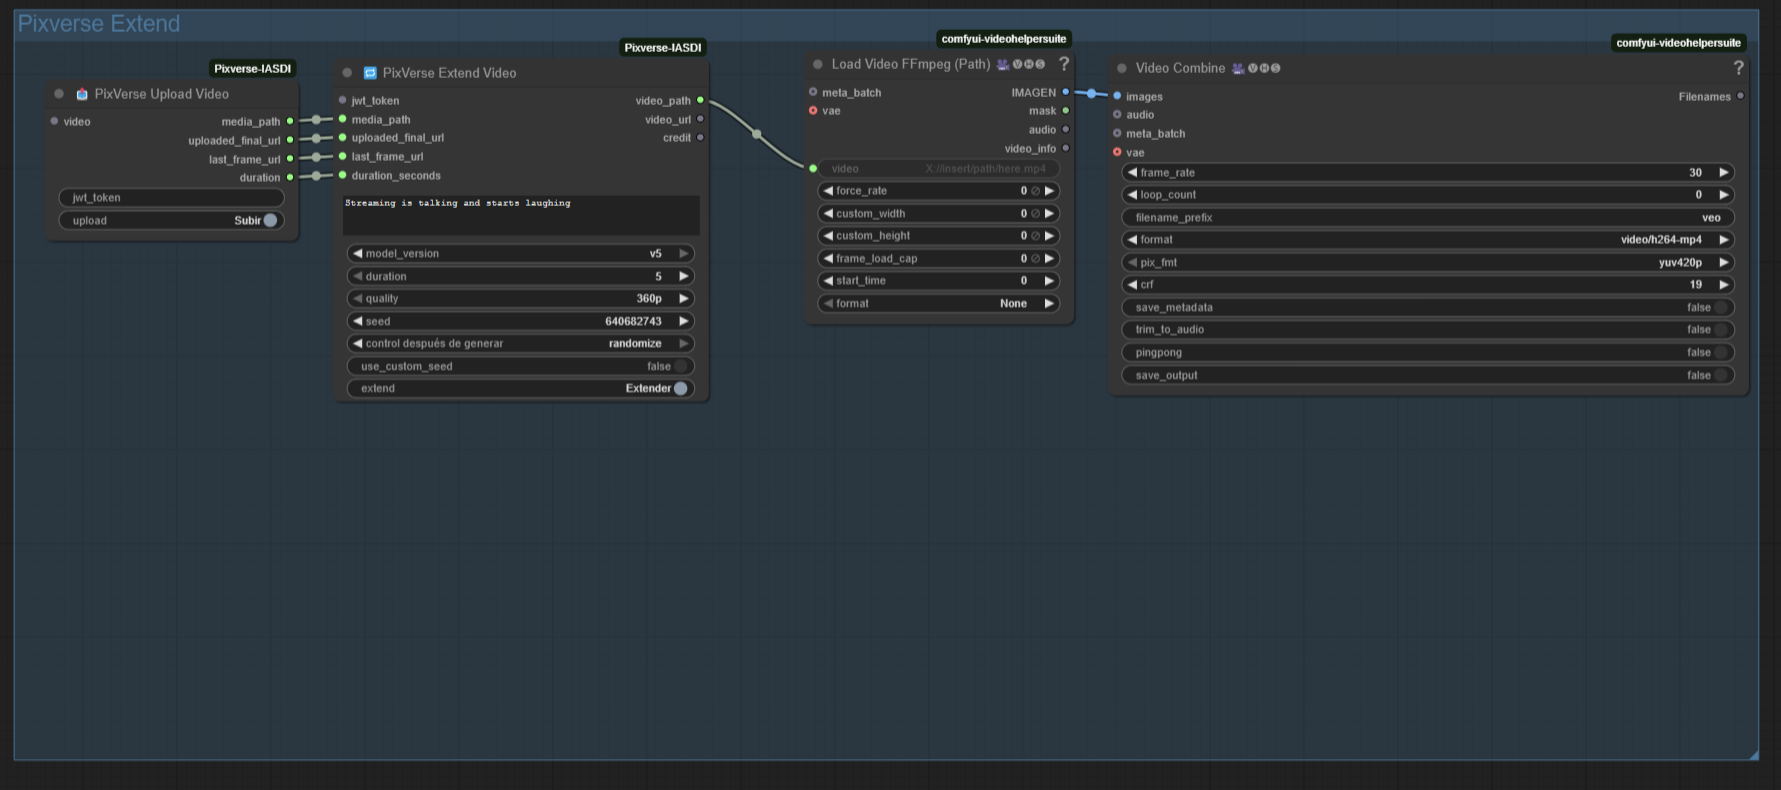 Pixverse Extend
Pixverse-IASDI
PixVerse Upload Video
video
media_path
uploaded_final_url
last_frame_url
duration
jwt_token
upload Subir
Pixverse-IASDI
PixVerse Extend Video
jwt_token video_path
media_path video_url
uploaded_final_url credit
last_frame_url
duration_seconds
Streaming is talking and starts laughing
model_version v5
duration 5
quality 360p
seed 640682743
control después de generar randomize
use_custom_seed false
extend Extender
comfyui-videohelpersuite
Load Video FFmpeg (Path) VHS ?
meta_batch IMAGEN
vae mask
audio
video_info
video X://insert/path/here.mp4
force_rate 0
custom_width 0
custom_height 0
frame_load_cap 0
start_time 0
format None
comfyui-videohelpersuite
Video Combine VHS ?
images Filenames
audio
meta_batch
vae
frame_rate 30
loop_count 0
filename_prefix veo
format video/h264-mp4
pix_fmt yuv420p
crf 19
save_metadata false
trim_to_audio false
pingpong false
save_output false